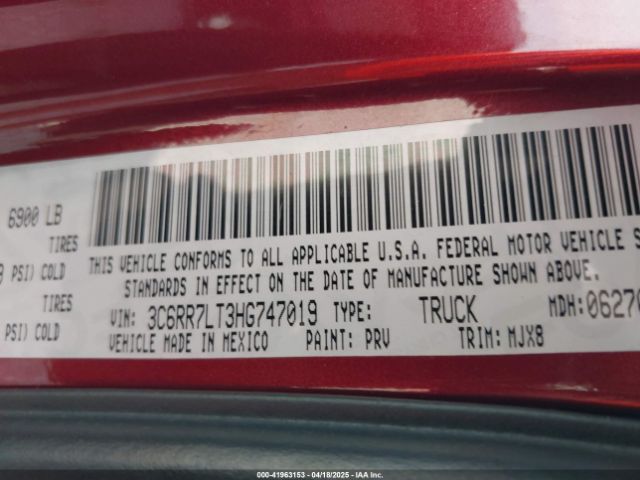 6900 LB
TIRES
PSI) COLD
TIRES
PSI) COLD
THIS VEHICLE CONFORMS TO ALL APPLICABLE U.S.A. FEDERAL MOTOR VEHICLE S
STANDARDS IN EFFECT ON THE DATE OF MANUFACTURE SHOWN ABOVE.
VIN: 3C6RR7LT3HG747019 TYPE: TRUCK MDH: 0627
VEHICLE MADE IN MEXICO PAINT: PRV TRIM: MJX8
000-41963153 - 04/18/2025 - IAA Inc.